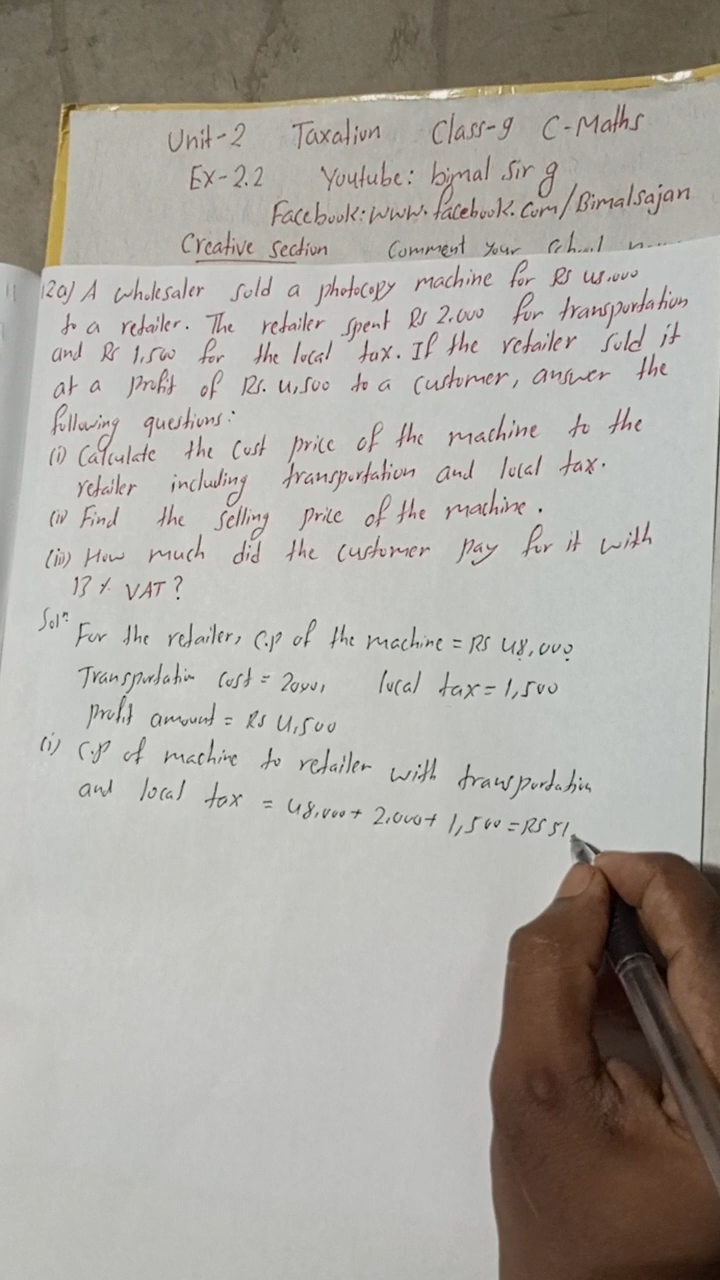 Unit-2 Taxation Class-9 C-Maths
Ex-2.2 Youtube: bimal sir g
Facebook: www.facebook.com/Bimalsajan
Creative section Comment your
12a) A wholesaler sold a photocopy machine for Rs 48,000
to a retailer. The retailer spent Rs 2,000 for transportation
and Rs 1,500 for the local tax. If the retailer sold it
at a profit of Rs. 4,500 to a customer, answer the
following questions:
(i) Calculate the cost price of the machine to the
retailer including transportation and local tax.
(ii) Find the selling price of the machine.
(iii) How much did the customer pay for it with
13% VAT?
Solⁿ
For the retailer, C.P of the machine = Rs 48,000
Transportation cost = 2000, local tax = 1,500
Profit amount = Rs 4,500
(i) C.P of machine to retailer with transportation
and local tax = 48,000 + 2,000 + 1,500 = RS 51,